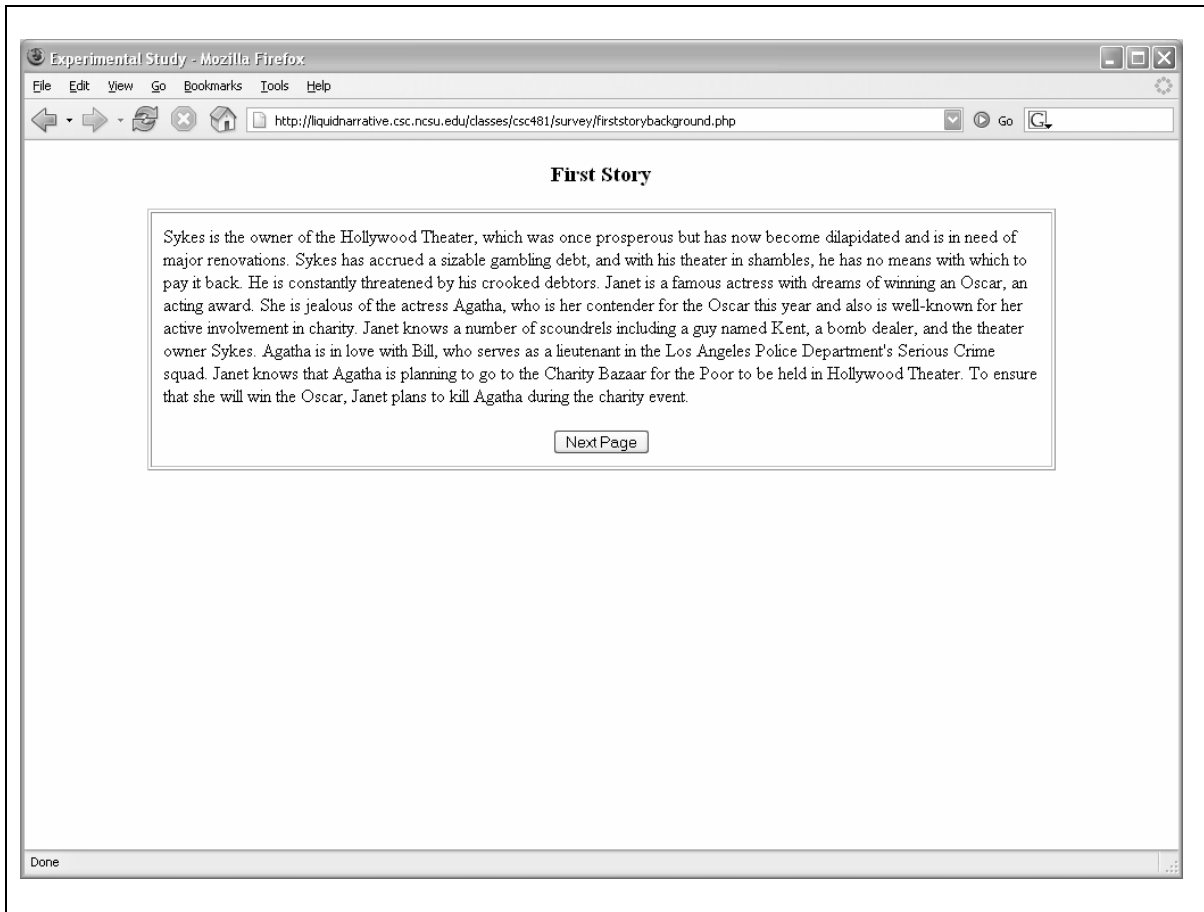 Experimental Study - Mozilla Firefox
File Edit View Go Bookmarks Tools Help
http://liquidnarrative.csc.ncsu.edu/classes/csc481/survey/firststorybackground.php Go G
First Story
Sykes is the owner of the Hollywood Theater, which was once prosperous but has now become dilapidated and is in need of
major renovations. Sykes has accrued a sizable gambling debt, and with his theater in shambles, he has no means with which to
pay it back. He is constantly threatened by his crooked debtors. Janet is a famous actress with dreams of winning an Oscar, an
acting award. She is jealous of the actress Agatha, who is her contender for the Oscar this year and also is well-known for her
active involvement in charity. Janet knows a number of scoundrels including a guy named Kent, a bomb dealer, and the theater
owner Sykes. Agatha is in love with Bill, who serves as a lieutenant in the Los Angeles Police Department's Serious Crime
squad. Janet knows that Agatha is planning to go to the Charity Bazaar for the Poor to be held in Hollywood Theater. To ensure
that she will win the Oscar, Janet plans to kill Agatha during the charity event.
Next Page
Done